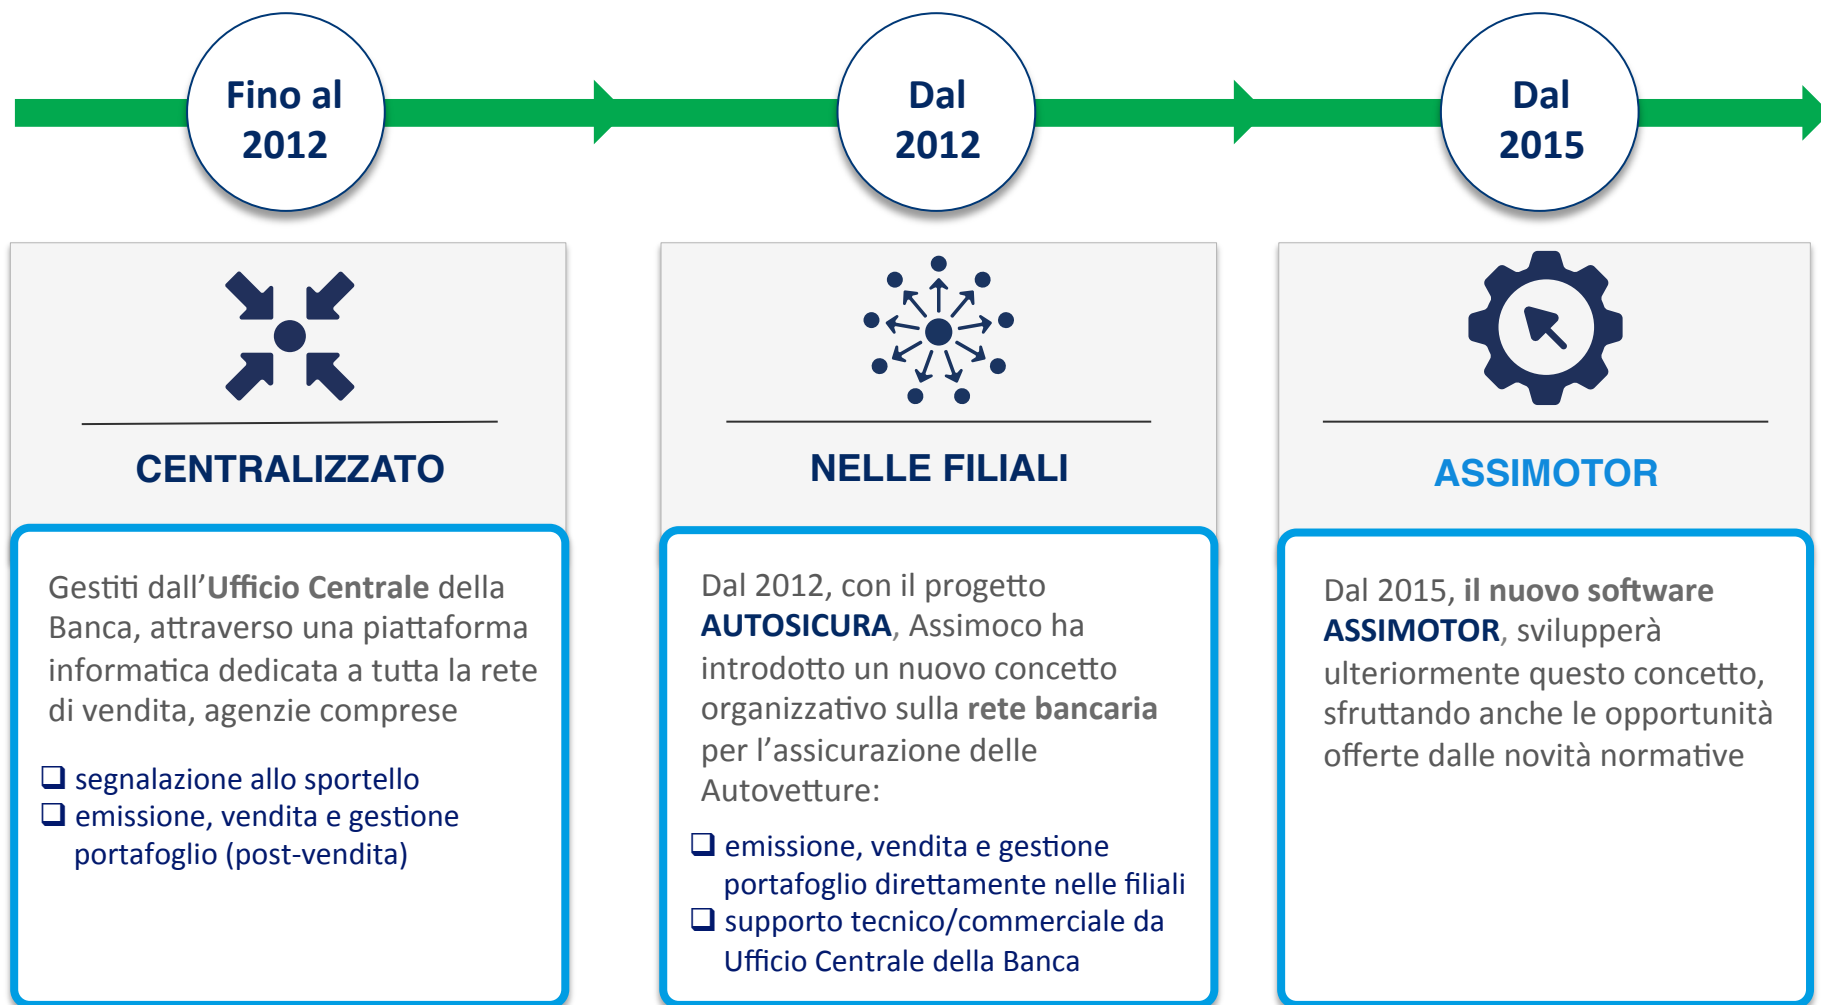 Fino al
2012
Dal
2012
Dal
2015
CENTRALIZZATO
Gestiti dall’Ufficio Centrale della
Banca, attraverso una piattaforma
informatica dedicata a tutta la rete
di vendita, agenzie comprese
❑ segnalazione allo sportello
❑ emissione, vendita e gestione
portafoglio (post-vendita)
NELLE FILIALI
Dal 2012, con il progetto
AUTOSICURA, Assimoco ha
introdotto un nuovo concetto
organizzativo sulla rete bancaria
per l’assicurazione delle
Autovetture:
❑ emissione, vendita e gestione
portafoglio direttamente nelle filiali
❑ supporto tecnico/commerciale da
Ufficio Centrale della Banca
ASSIMOTOR
Dal 2015, il nuovo software
ASSIMOTOR, svilupperà
ulteriormente questo concetto,
sfruttando anche le opportunità
offerte dalle novità normative